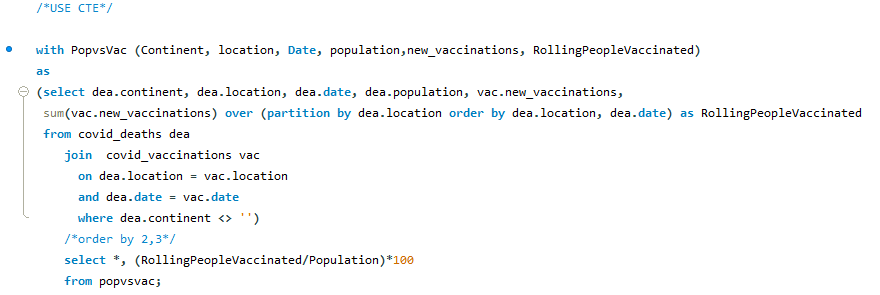 /*USE CTE*/
with PopvsVac (Continent, location, Date, population,new_vaccinations, RollingPeopleVaccinated)
as
(select dea.continent, dea.location, dea.date, dea.population, vac.new_vaccinations,
sum(vac.new_vaccinations) over (partition by dea.location order by dea.location, dea.date) as RollingPeopleVaccinated
from covid_deaths dea
join  covid_vaccinations vac
on dea.location = vac.location
and dea.date = vac.date
where dea.continent <> '')
/*order by 2,3*/
select *, (RollingPeopleVaccinated/Population)*100
from popvsvac;